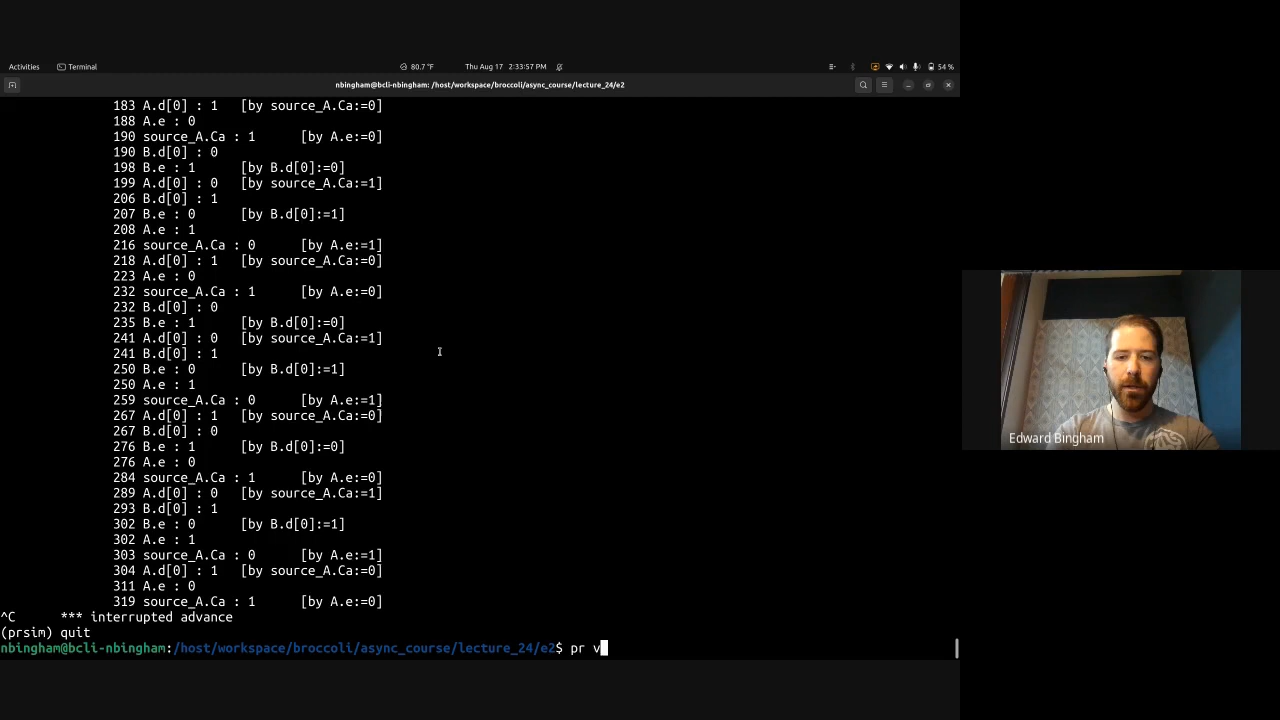 Activities Terminal 80.7 °F Thu Aug 17 2:33:57 PM 54 %
nbingham@bcli-nbingham: /host/workspace/broccoli/async_course/lecture_24/e2
183 A.d[0] : 1 [by source_A.Ca:=0]
188 A.e : 0
190 source_A.Ca : 1 [by A.e:=0]
190 B.d[0] : 0
198 B.e : 1 [by B.d[0]:=0]
199 A.d[0] : 0 [by source_A.Ca:=1]
206 B.d[0] : 1
207 B.e : 0 [by B.d[0]:=1]
208 A.e : 1
216 source_A.Ca : 0 [by A.e:=1]
218 A.d[0] : 1 [by source_A.Ca:=0]
223 A.e : 0
232 source_A.Ca : 1 [by A.e:=0]
232 B.d[0] : 0
235 B.e : 1 [by B.d[0]:=0]
241 A.d[0] : 0 [by source_A.Ca:=1]
241 B.d[0] : 1
250 B.e : 0 [by B.d[0]:=1]
250 A.e : 1
259 source_A.Ca : 0 [by A.e:=1]
267 A.d[0] : 1 [by source_A.Ca:=0]
267 B.d[0] : 0
276 B.e : 1 [by B.d[0]:=0]
276 A.e : 0
284 source_A.Ca : 1 [by A.e:=0]
289 A.d[0] : 0 [by source_A.Ca:=1]
293 B.d[0] : 1
302 B.e : 0 [by B.d[0]:=1]
302 A.e : 1
303 source_A.Ca : 0 [by A.e:=1]
304 A.d[0] : 1 [by source_A.Ca:=0]
311 A.e : 0
319 source_A.Ca : 1 [by A.e:=0]
^C *** interrupted advance
(prsim) quit
nbingham@bcli-nbingham:/host/workspace/broccoli/async_course/lecture_24/e2$ pr v
Edward Bingham